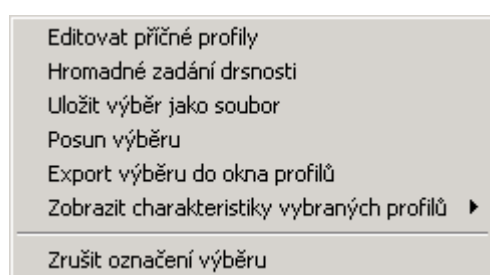 Editovat příčné profily
Hromadné zadání drsnosti
Uložit výběr jako soubor
Posun výběru
Export výběru do okna profilů
Zobrazit charakteristiky vybraných profilů
Zrušit označení výběru